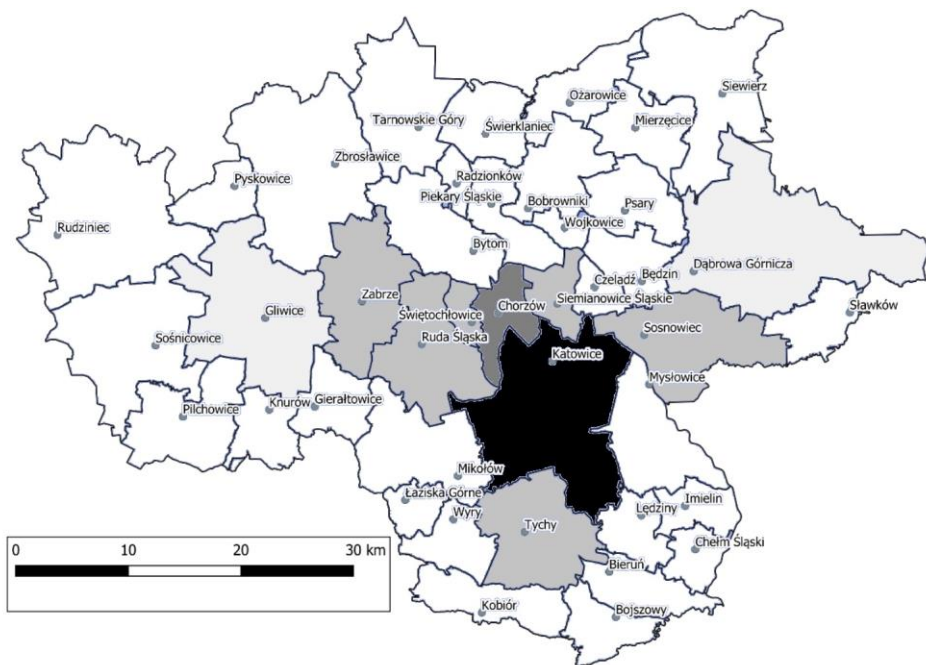 Siewierz
Ożarowice
Tarnowskie Góry
Świerklaniec
Mierzęcice
Zbrosławice
Radzionków
Pyskowice
Piekary Śląskie
Bobrowniki
Psary
Rudziniec
Wojkowice
Bytom
Dąbrowa Górnicza
Czeladź
Będzin
Zabrze
Siemianowice Śląskie
Sławków
Gliwice
Świętochłowice
Chorzów
Sosnowiec
Sośnicowice
Ruda Śląska
Katowice
Mysłowice
Pilchowice
Knurów
Gierałtowice
Mikołów
Łaziska Górne
Imielin
Wyry
Lędziny
Tychy
Chełm Śląski
0 10 20 30 km
Bieruń
Kobiór
Bojszowy